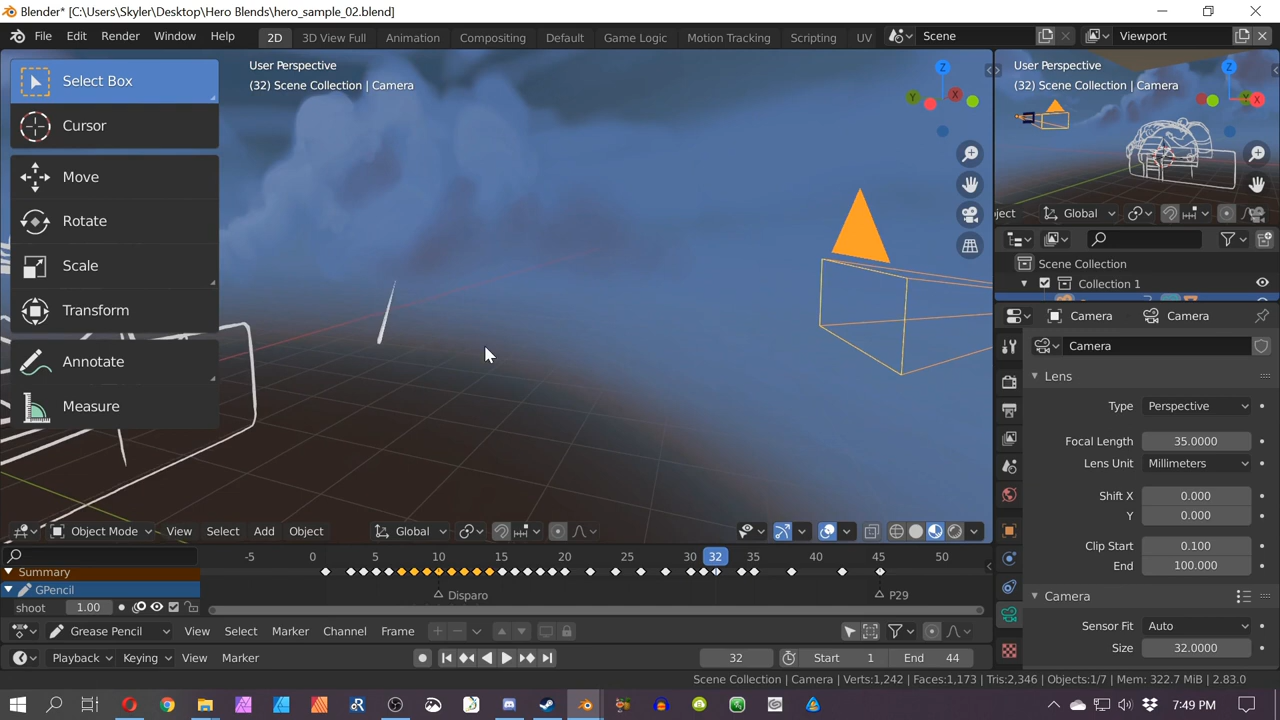 Blender* [C:\Users\Skyler\Desktop\Hero Blends\hero_sample_02.blend]
File Edit Render Window Help 2D 3D View Full Animation Compositing Default Game Logic Motion Tracking Scripting UV Scene Viewport
Select Box
Cursor
Move
Rotate
Scale
Transform
Annotate
Measure
User Perspective
(32) Scene Collection | Camera
Z
Y
X
Object Mode View Select Add Object Global
User Perspective
(32) Scene Collection | Camera
Z
Y
X
ject Global
Scene Collection
Collection 1
Camera Camera
Camera
Lens
Type Perspective
Focal Length 35.0000
Lens Unit Millimeters
Shift X 0.000
Y 0.000
Clip Start 0.100
End 100.000
Camera
Sensor Fit Auto
Size 32.0000
-5 0 5 10 15 20 25 30 32 35 40 45 50
Summary
GPencil
shoot 1.00
Disparo P29
Grease Pencil View Select Marker Channel Frame
Playback Keying View Marker 32 Start 1 End 44
Scene Collection | Camera | Verts:1,242 | Faces:1,173 | Tris:2,346 | Objects:1/7 | Mem: 322.7 MiB | 2.83.0
7:49 PM